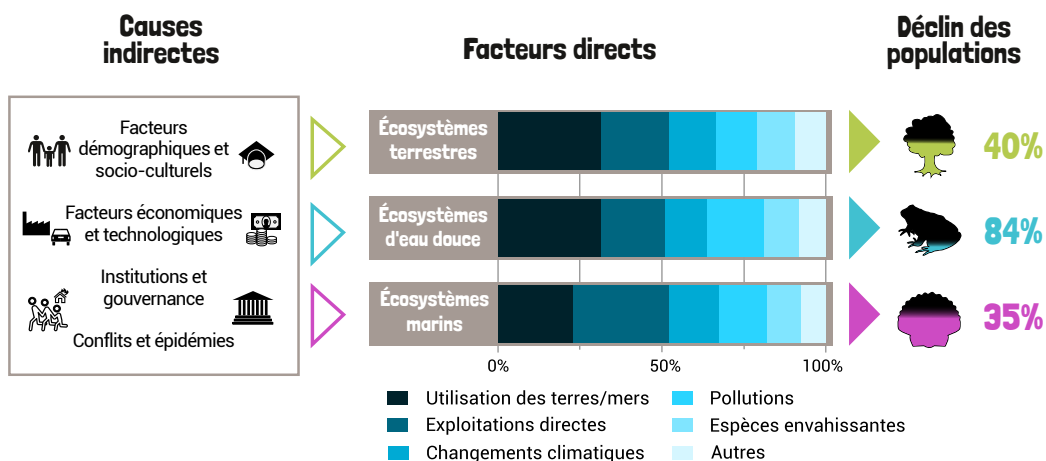 Causes
indirectes
Facteurs directs
Déclin des
populations
Facteurs
démographiques et
socio-culturels
Facteurs économiques
et technologiques
Institutions et
gouvernance
Conflits et épidémies
Écosystèmes
terrestres
40%
Écosystèmes
d'eau douce
84%
Écosystèmes
marins
35%
0%
50%
100%
Utilisation des terres/mers
Exploitations directes
Changements climatiques
Pollutions
Espèces envahissantes
Autres